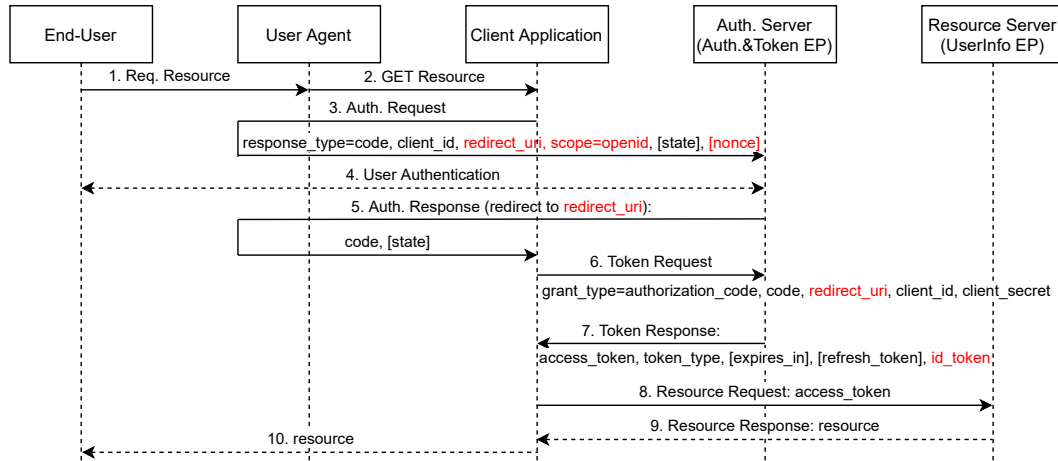 End-User
User Agent
Client Application
Auth. Server
(Auth.&Token EP)
Resource Server
(UserInfo EP)
1. Req. Resource
2. GET Resource
3. Auth. Request
response_type=code, client_id, redirect_uri, scope=openid, [state], [nonce]
4. User Authentication
5. Auth. Response (redirect to redirect_uri):
code, [state]
6. Token Request
grant_type=authorization_code, code, redirect_uri, client_id, client_secret
7. Token Response:
access_token, token_type, [expires_in], [refresh_token], id_token
8. Resource Request: access_token
9. Resource Response: resource
10. resource